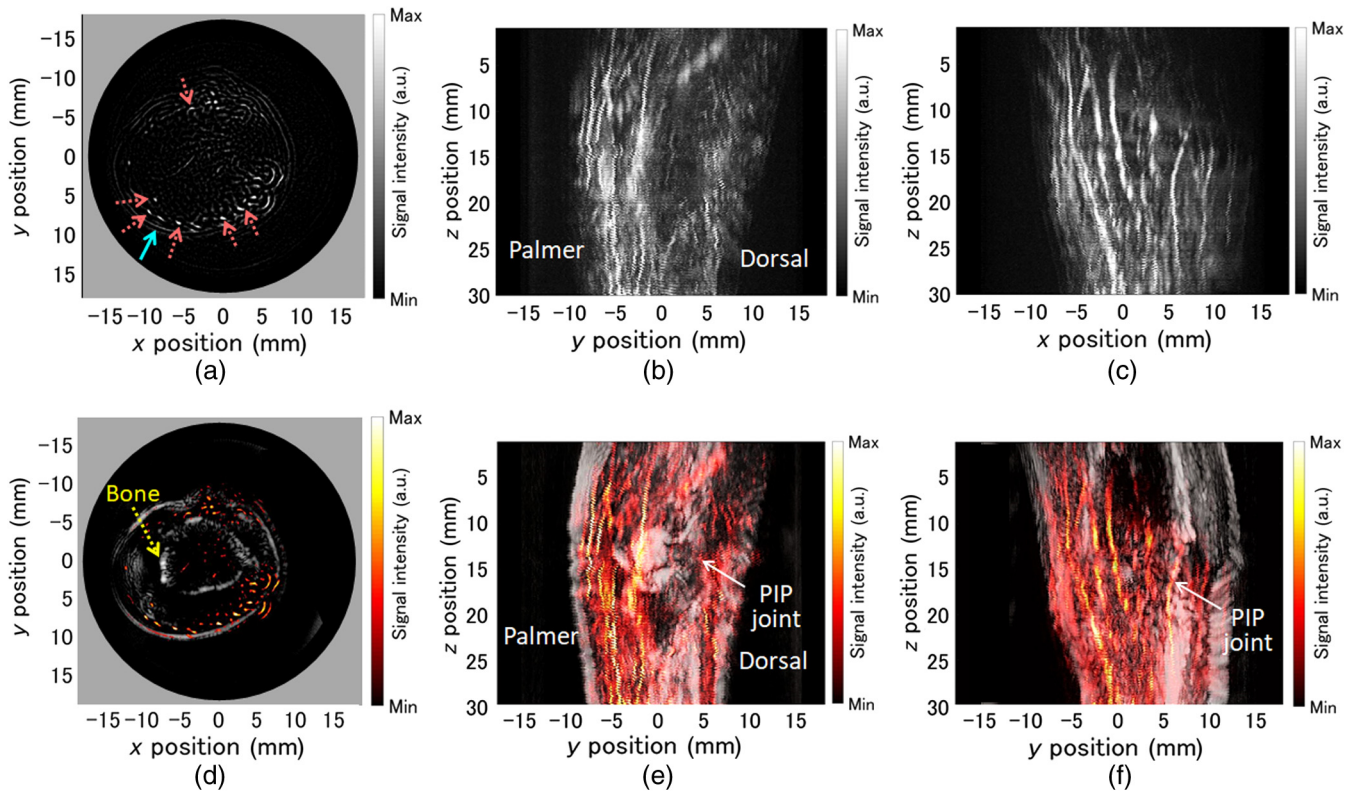 Max
Signal intensity (a.u.)
Min
-15
-10
-5
0
5
10
15
y position (mm)
-15 -10 -5 0 5 10 15
x position (mm)
(a)
Max
Signal intensity (a.u.)
Min
5
10
15
20
25
30
z position (mm)
Palmer
Dorsal
-15 -10 -5 0 5 10 15
y position (mm)
(b)
Max
Signal intensity (a.u.)
Min
5
10
15
20
25
30
z position (mm)
-15 -10 -5 0 5 10 15
x position (mm)
(c)
Max
Signal intensity (a.u.)
Min
-15
-10
-5
0
5
10
15
y position (mm)
Bone
-15 -10 -5 0 5 10 15
x position (mm)
(d)
Max
Signal intensity (a.u.)
Min
5
10
15
20
25
30
z position (mm)
PIP
joint
Palmer
Dorsal
-15 -10 -5 0 5 10 15
y position (mm)
(e)
Max
Signal intensity (a.u.)
Min
5
10
15
20
25
30
z position (mm)
PIP
joint
-15 -10 -5 0 5 10 15
y position (mm)
(f)